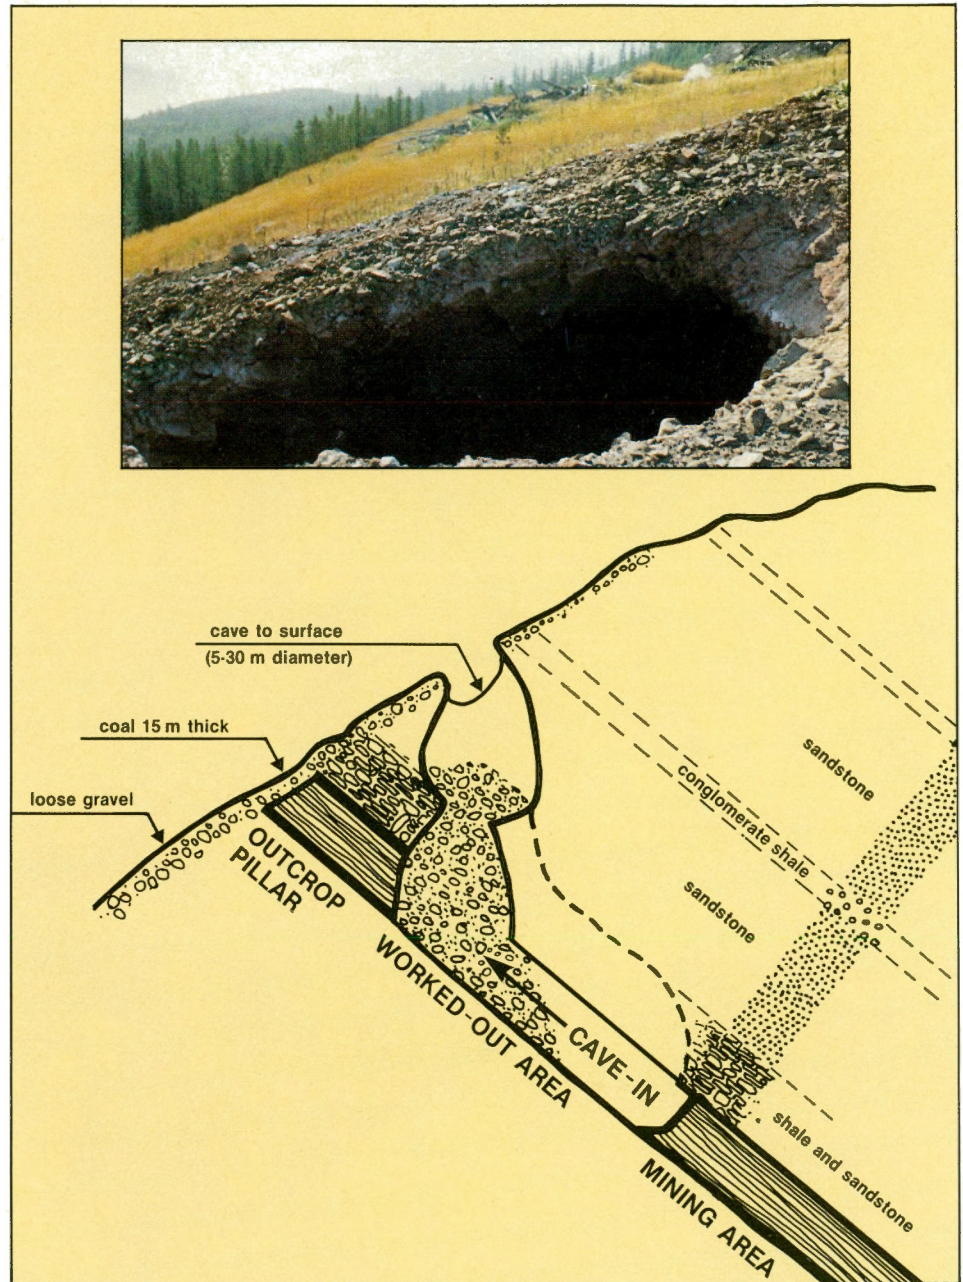 cave to surface
(5-30 m diameter)
coal 15 m thick
loose gravel
sandstone
conglomerate shale
sandstone
OUTCROP
PILLAR
WORKED-OUT AREA
CAVE-IN
shale and sandstone
MINING AREA